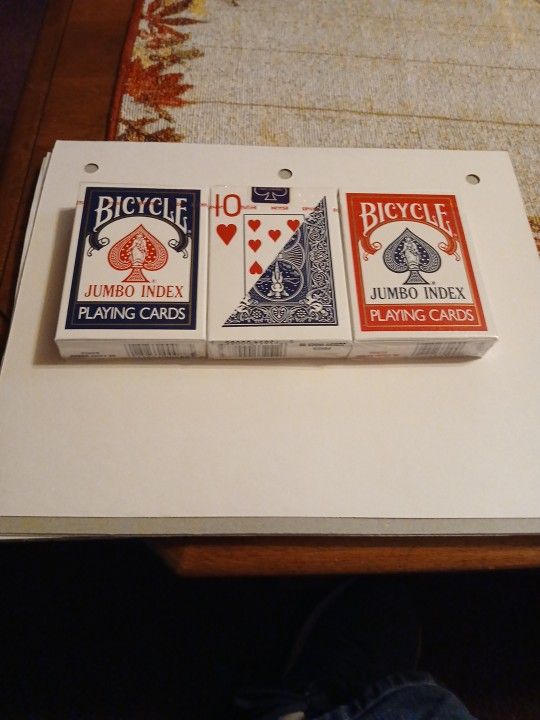 BICYCLE
JUMBO INDEX
PLAYING CARDS
10
BICYCLE
JUMBO INDEX
PLAYING CARDS